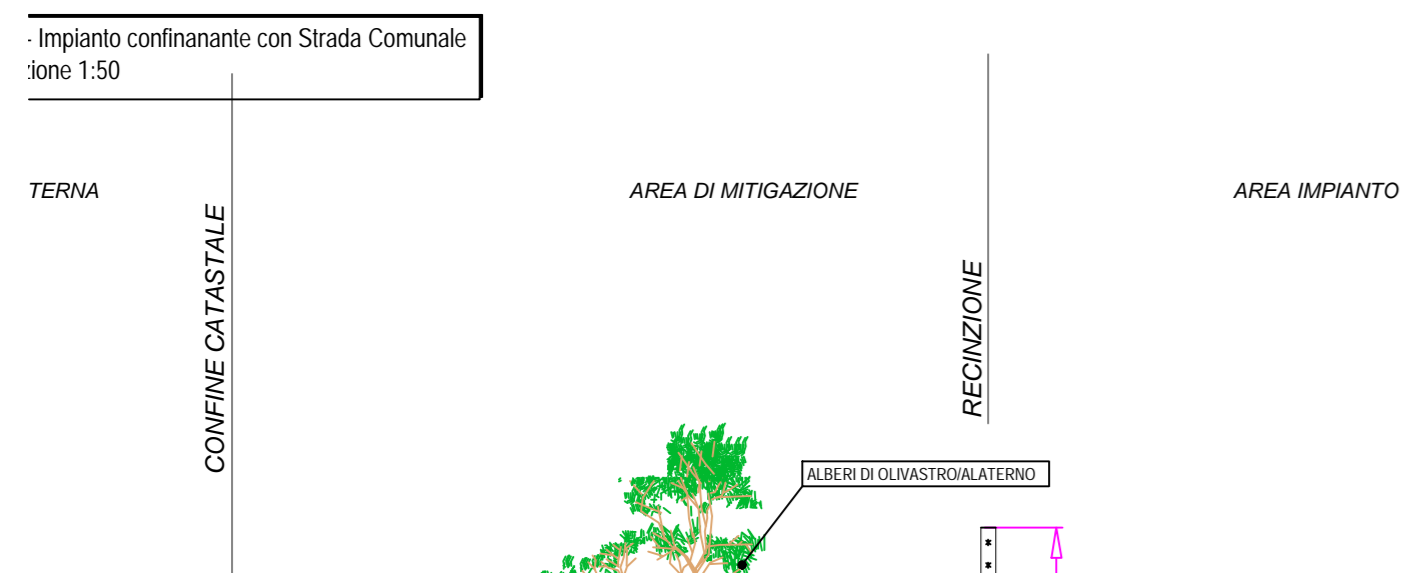 - Impianto confinanante con Strada Comunale
zione 1:50
TERNA
AREA DI MITIGAZIONE
AREA IMPIANTO
CONFINE CATASTALE
RECINZIONE
ALBERI DI OLIVASTRO/ALATERNO